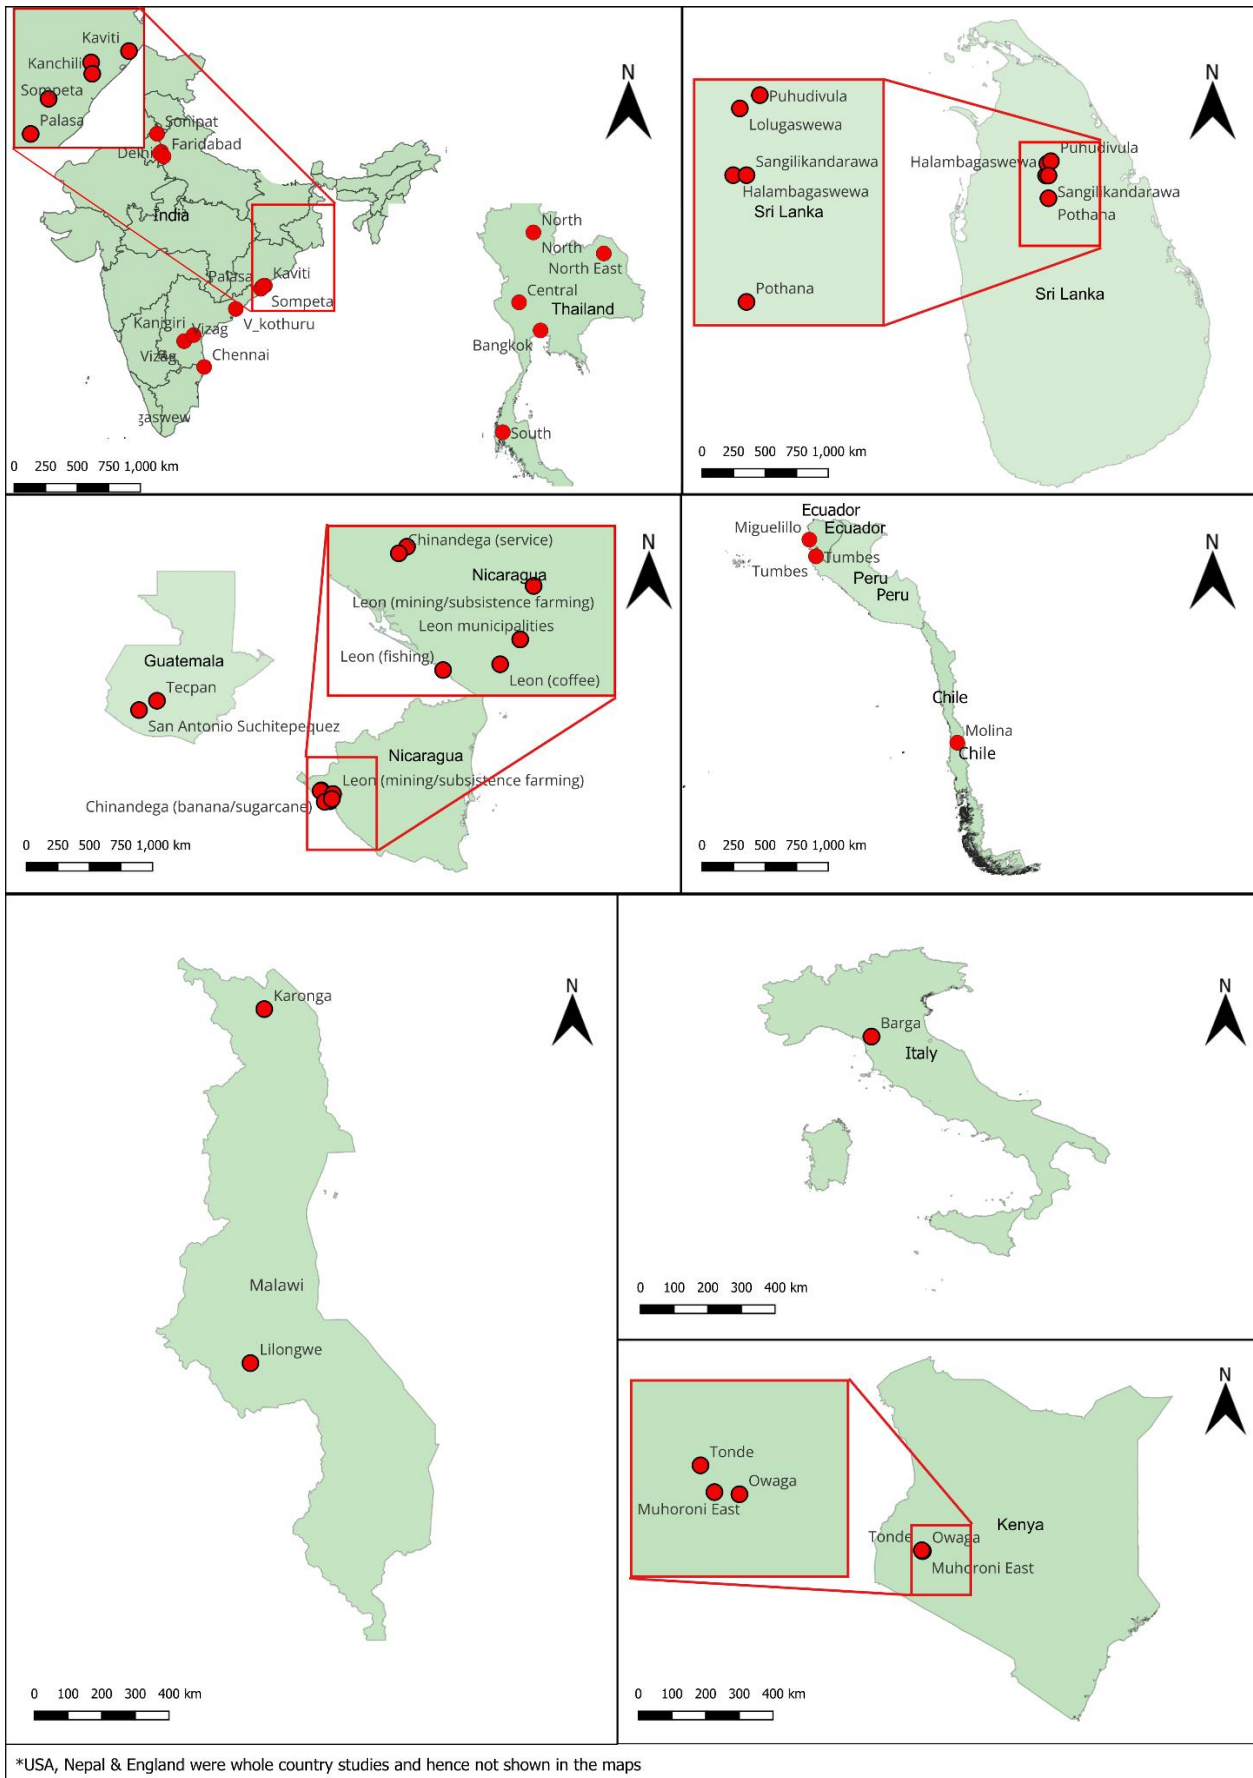 Kaviti
Kanchili
Sompeta
Palasa
Sonipat
Faridabad
Delhi
India
Palasa
Kaviti
Sompeta
V_kothuru
Kanigiri
Vizag
Vizag
Chennai
gaswew
N
North
North
North East
Central
Thailand
Bangkok
South
0 250 500 750 1,000 km
N
Puhudivula
Lolugaswewa
Sangilikandarawa
Halambagaswewa
Sri Lanka
Pothana
Puhudivula
Halambagaswewa
Sangilikandarawa
Pothana
Sri Lanka
0 250 500 750 1,000 km
N
Chinandega (service)
Nicaragua
Leon (mining/subsistence farming)
Leon municipalities
Leon (fishing)
Leon (coffee)
Guatemala
Tecpan
San Antonio Suchitepequez
Nicaragua
Leon (mining/subsistence farming)
Chinandega (banana/sugarcane)
0 250 500 750 1,000 km
N
Ecuador
Miguelillo Ecuador
Tumbes
Tumbes
Peru
Peru
Chile
Molina
Chile
0 250 500 750 1,000 km
N
Karonga
Malawi
Lilongwe
0 100 200 300 400 km
N
Barga
Italy
0 100 200 300 400 km
N
Tonde
Owaga
Muhoroni East
Kenya
Tonde Owaga
Muhoroni East
0 100 200 300 400 km
*USA, Nepal & England were whole country studies and hence not shown in the maps